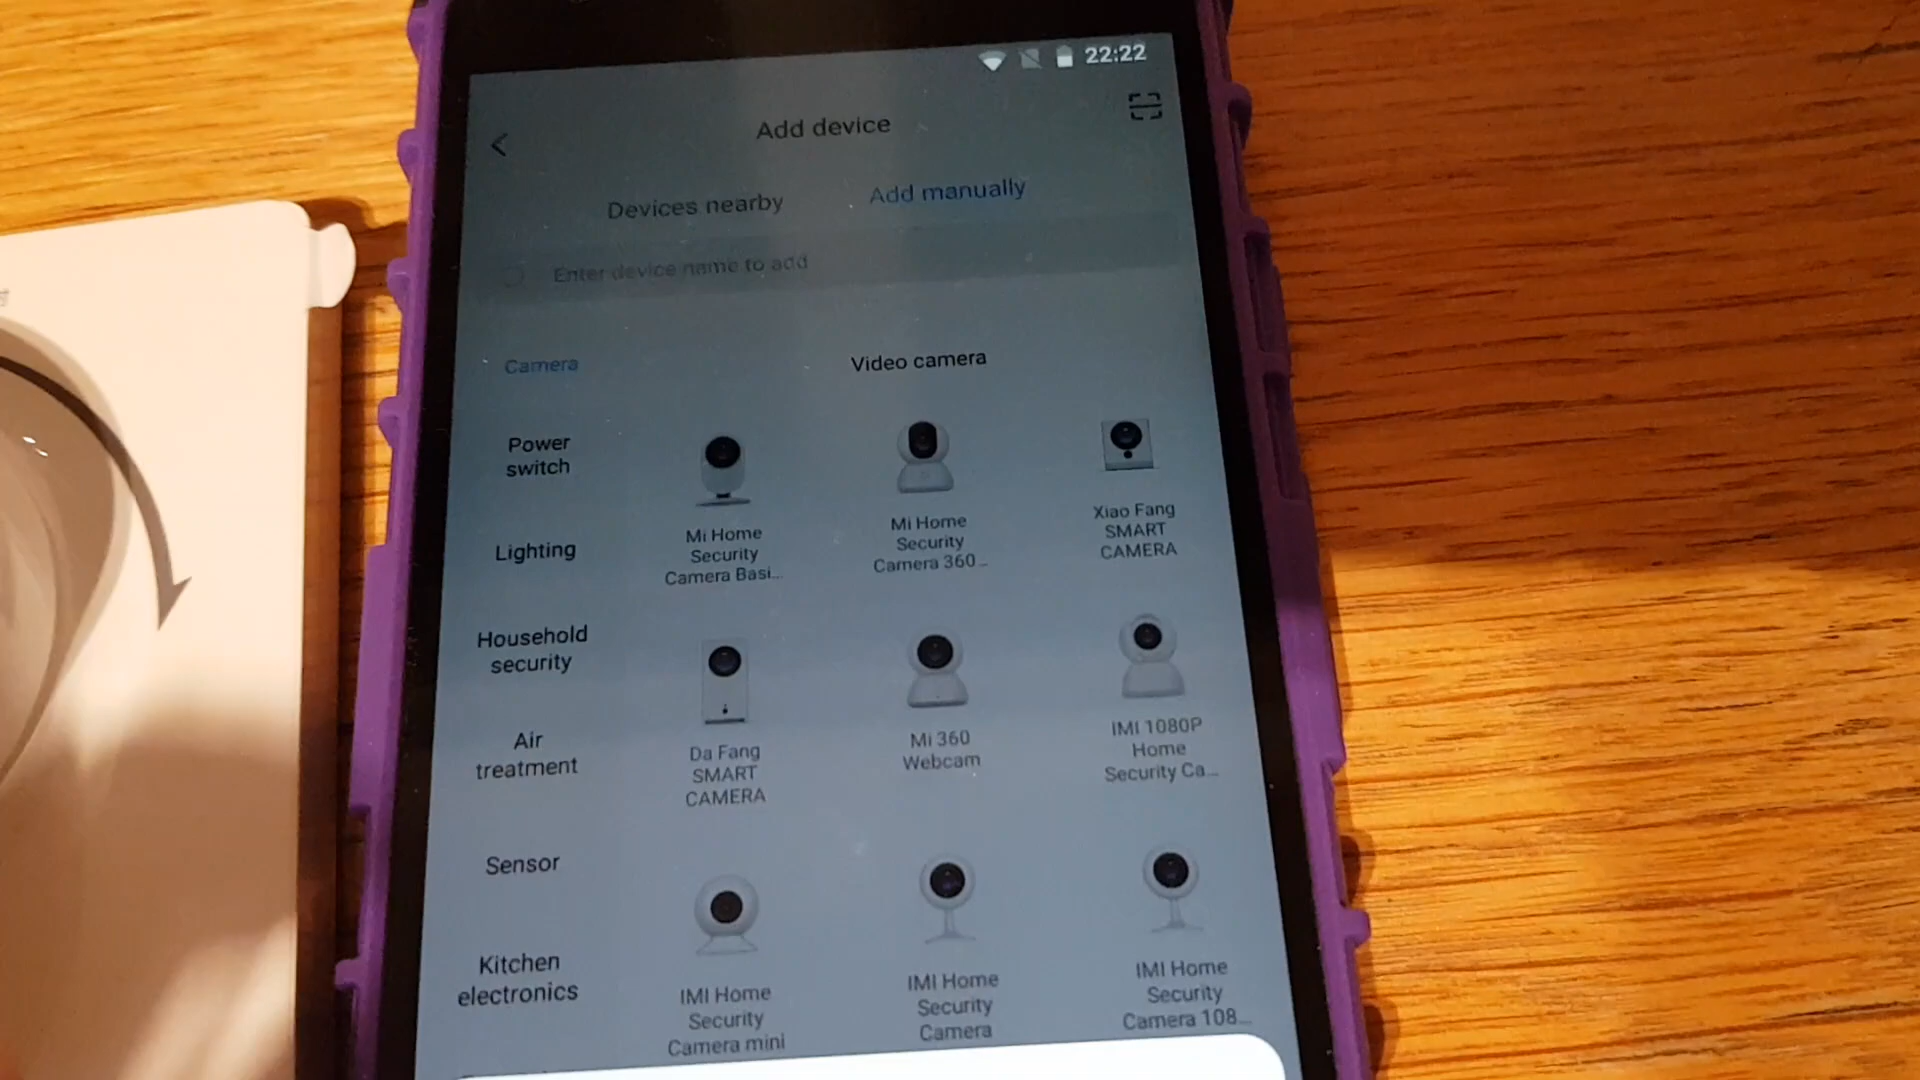 22:22
Add device
Devices nearby
Add manually
Enter device name to add
Camera
Video camera
Power
switch
Lighting
Household
security
Air
treatment
Sensor
Kitchen
electronics
Mi Home
Security
Camera Basi...
Mi Home
Security
Camera 360...
Xiao Fang
SMART
CAMERA
Da Fang
SMART
CAMERA
Mi 360
Webcam
IMI 1080P
Home
Security Ca...
IMI Home
Security
Camera mini
IMI Home
Security
Camera
IMI Home
Security
Camera 108...